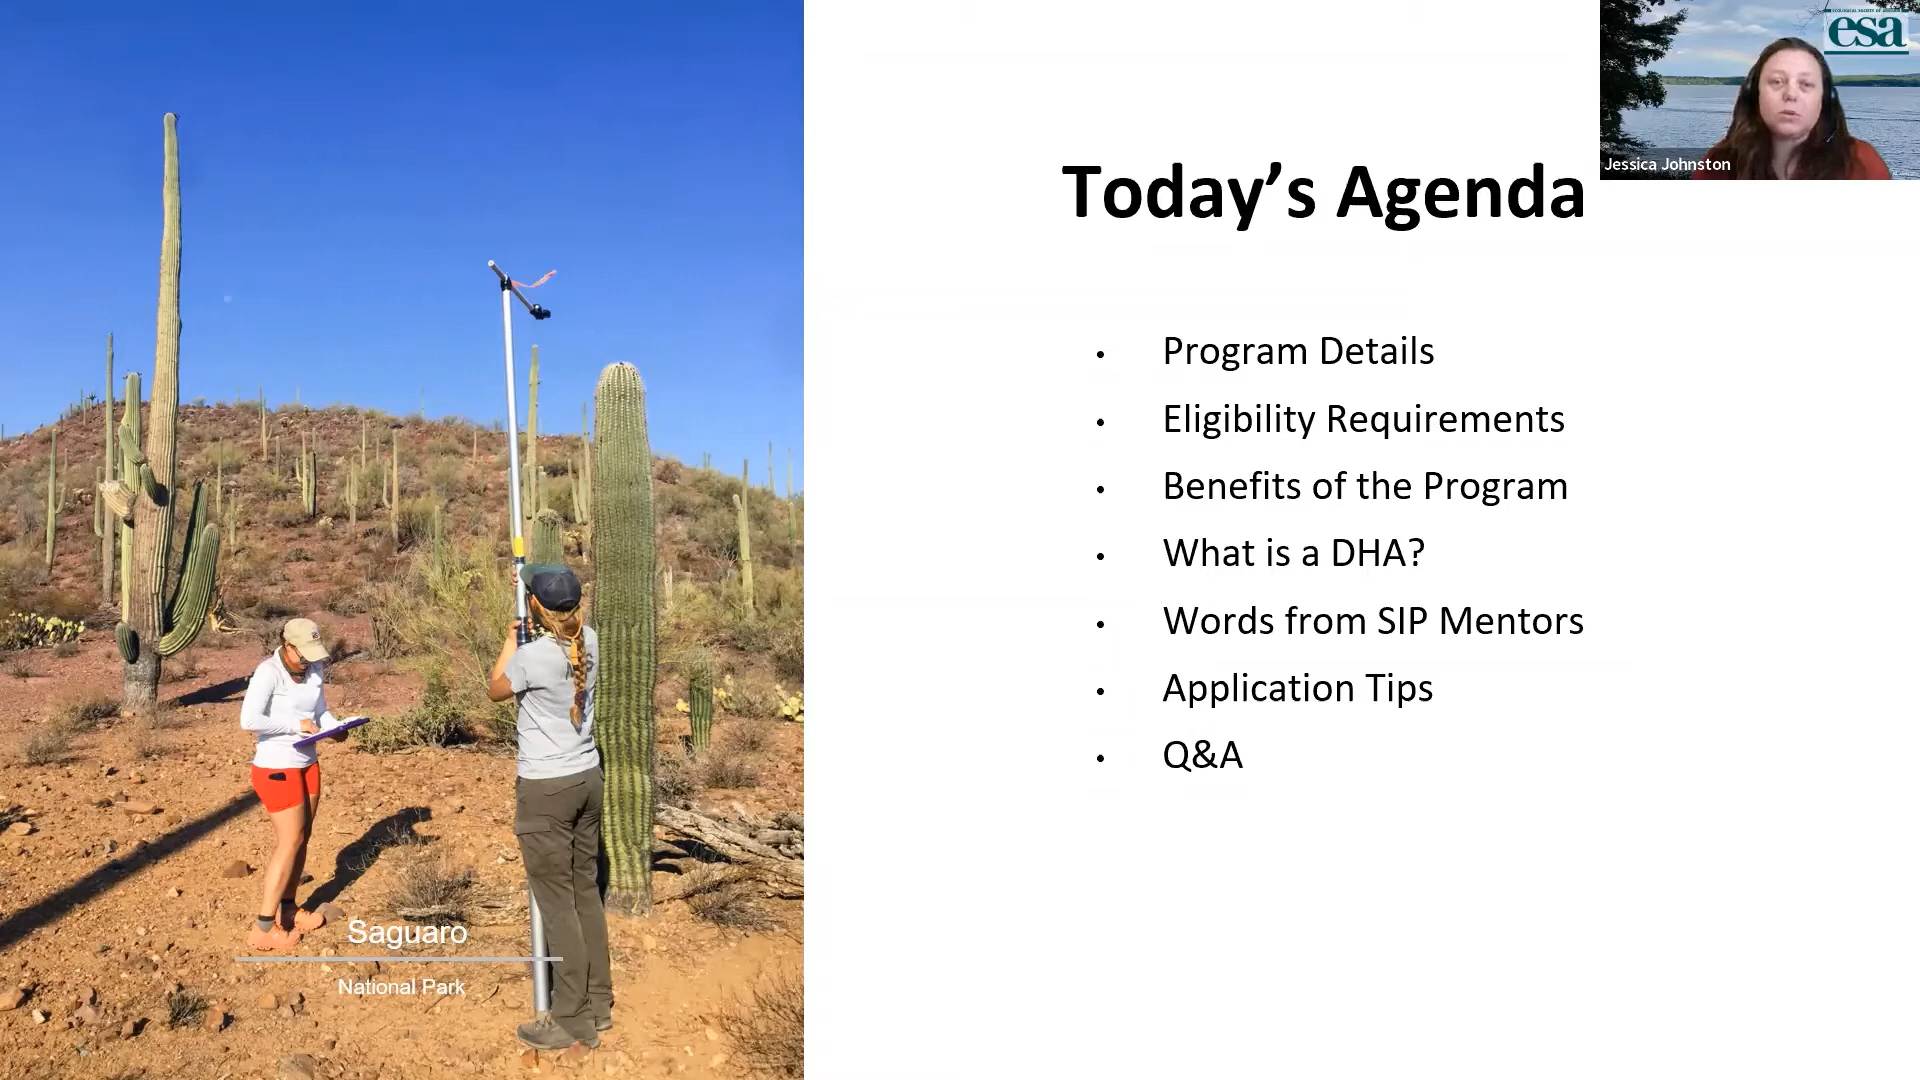 esa
Jessica Johnston
Today’s Agenda
• Program Details
• Eligibility Requirements
• Benefits of the Program
• What is a DHA?
• Words from SIP Mentors
• Application Tips
• Q&A
Saguaro
National Park